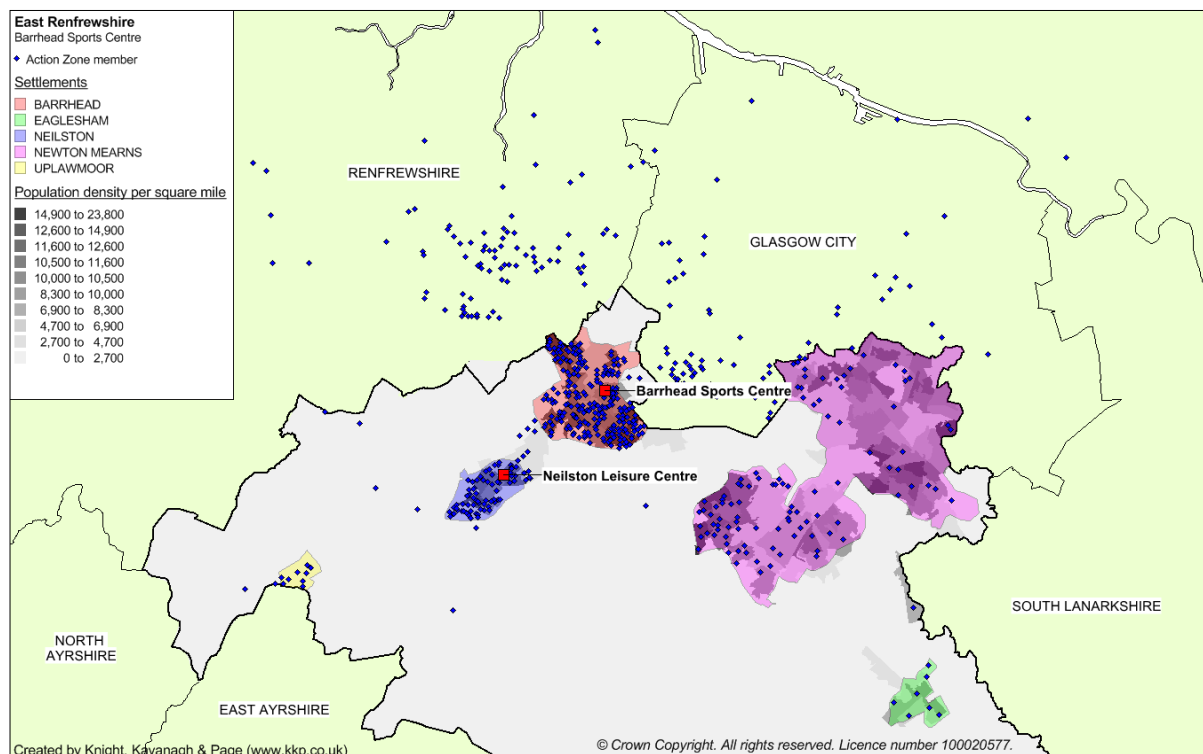 East Renfrewshire
Barrhead Sports Centre
Action Zone member
Settlements
BARRHEAD
EAGLESHAM
NEILSTON
NEWTON MEARNS
UPLAWMOOR
Population density per square mile
14,900 to 23,800
12,600 to 14,900
11,600 to 12,600
10,500 to 11,600
10,000 to 10,500
8,300 to 10,000
6,900 to 8,300
4,700 to 6,900
2,700 to 4,700
0 to 2,700
RENFREWSHIRE
GLASGOW CITY
Barrhead Sports Centre
Neilston Leisure Centre
SOUTH LANARKSHIRE
NORTH
AYRSHIRE
EAST AYRSHIRE
Created by Knight, Kavanagh & Page (www.kkp.co.uk)
© Crown Copyright. All rights reserved. Licence number 100020577.